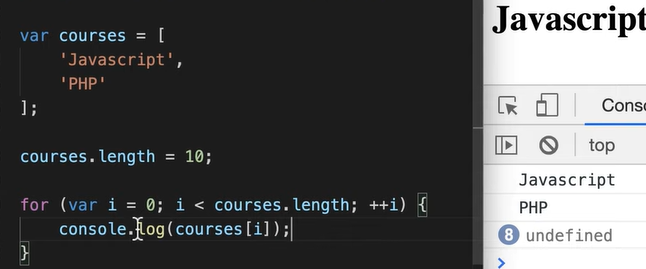 var courses = [
    'Javascript',
    'PHP'
];
courses.length = 10;
for (var i = 0; i < courses.length; ++i) {
    console.log(courses[i]);
}
Javascript
top
Javascript
PHP
8 undefined